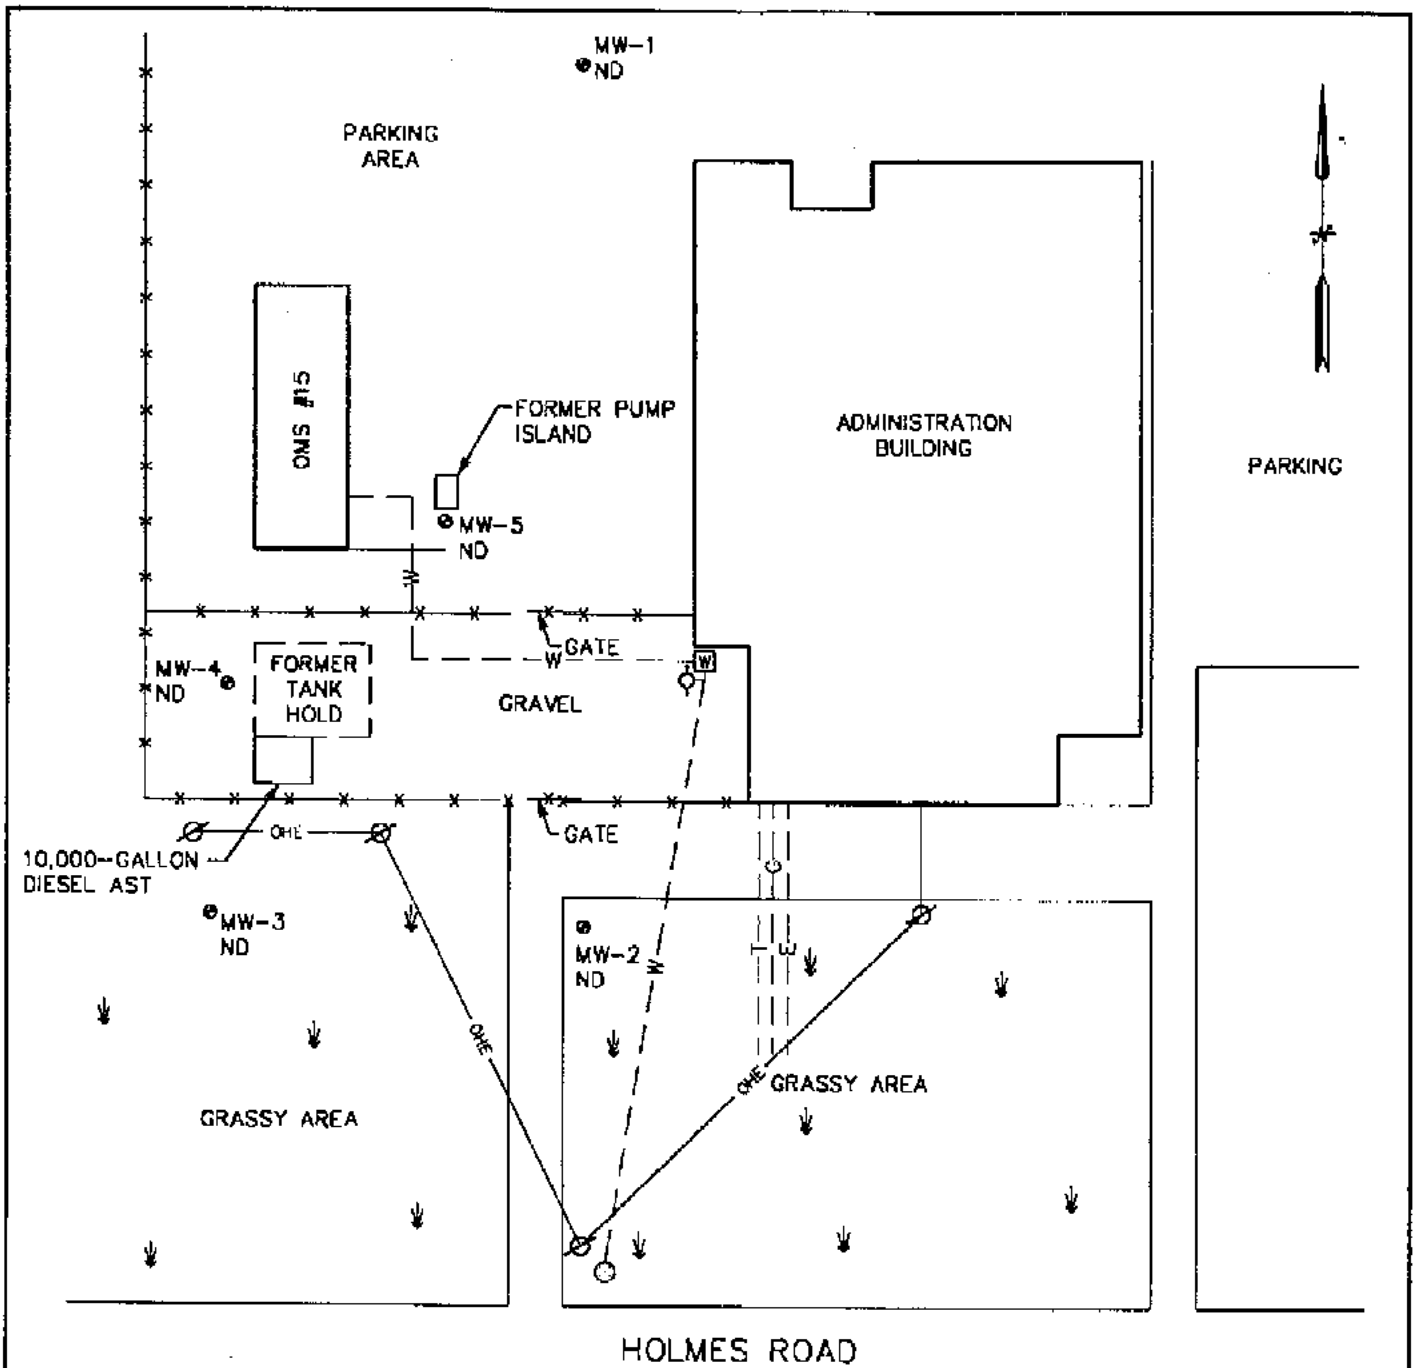 MW-1
ND
PARKING
AREA
OMS #15
FORMER PUMP
ISLAND
ADMINISTRATION
BUILDING
PARKING
MW-5
ND
W
GATE
W
W
MW-4
ND
FORMER
TANK
HOLD
GRAVEL
OHE
GATE
10,000-GALLON
DIESEL AST
G
MW-3
ND
MW-2
ND
W
T
E
OHE
OHE
GRASSY AREA
GRASSY AREA
HOLMES ROAD